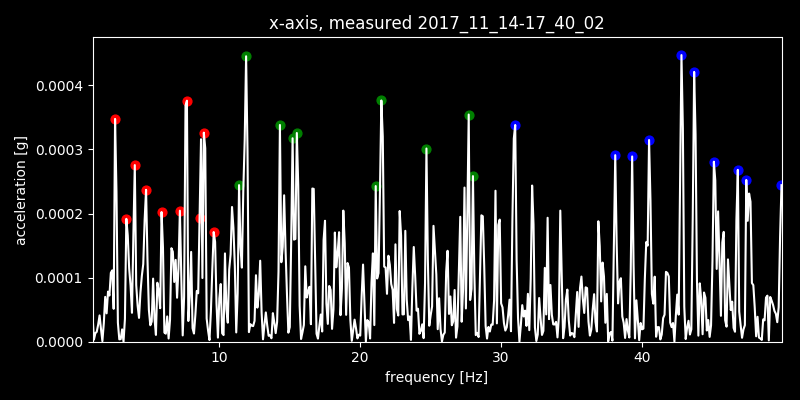 x-axis, measured 2017_11_14-17_40_02
acceleration [g]
0.0004
0.0003
0.0002
0.0001
0.0000
10 20 30 40
frequency [Hz]